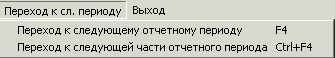 Переход к сл. периоду Выход
Переход к следующему отчетному периоду F4
Переход к следующей части отчетного периода Ctrl+F4